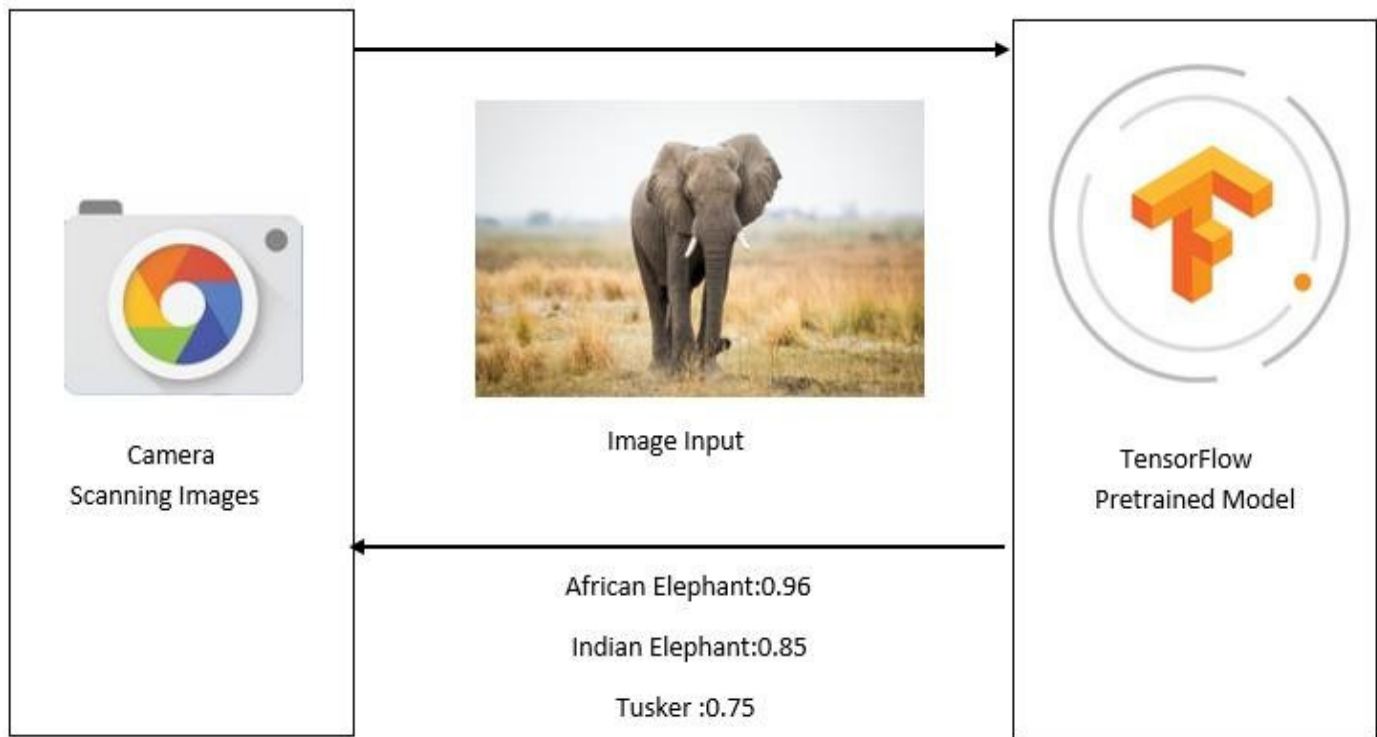 Camera
Scanning Images
Image Input
TensorFlow
Pretrained Model
African Elephant:0.96
Indian Elephant:0.85
Tusker :0.75